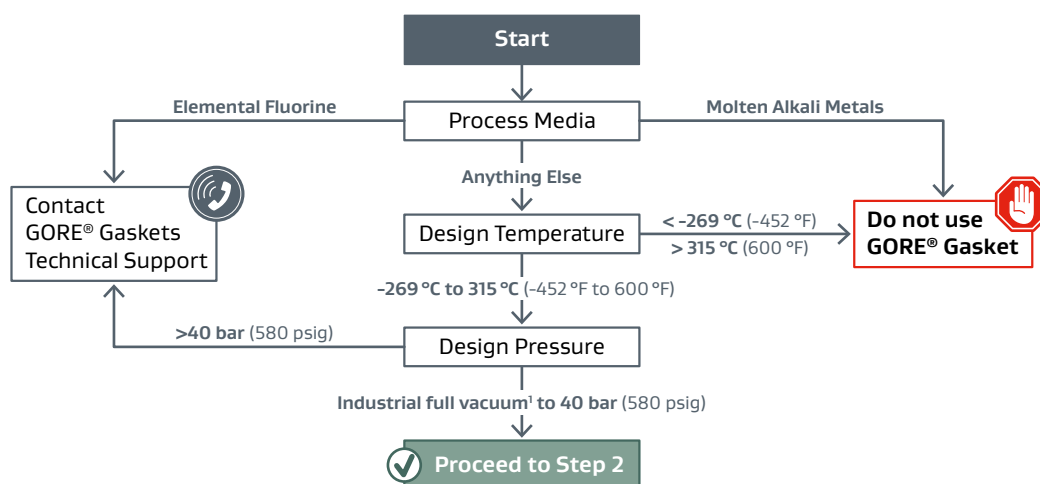 Start
Elemental Fluorine
Molten Alkali Metals
Process Media
Anything Else
Contact
GORE® Gaskets
Technical Support
Design Temperature
< -269 °C (-452 °F)
> 315 °C (600 °F)
Do not use
GORE® Gasket
-269 °C to 315 °C (-452 °F to 600 °F)
>40 bar (580 psig)
Design Pressure
Industrial full vacuum¹ to 40 bar (580 psig)
Proceed to Step 2